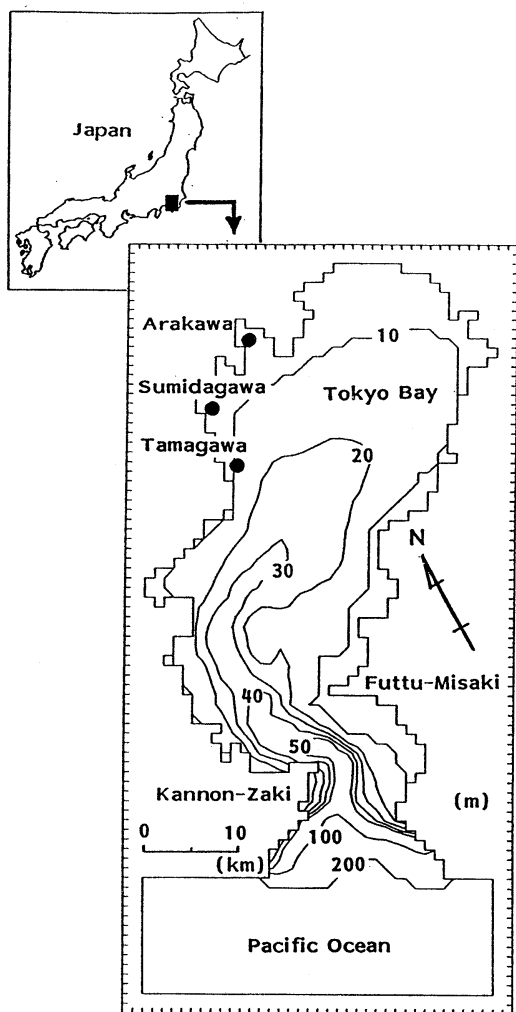 Japan
Arakawa
10
Sumidagawa
Tokyo Bay
Tamagawa
20
N
30
Futtu-Misaki
40
50
Kannon-Zaki
(m)
0 10
100
(km)
200
Pacific Ocean